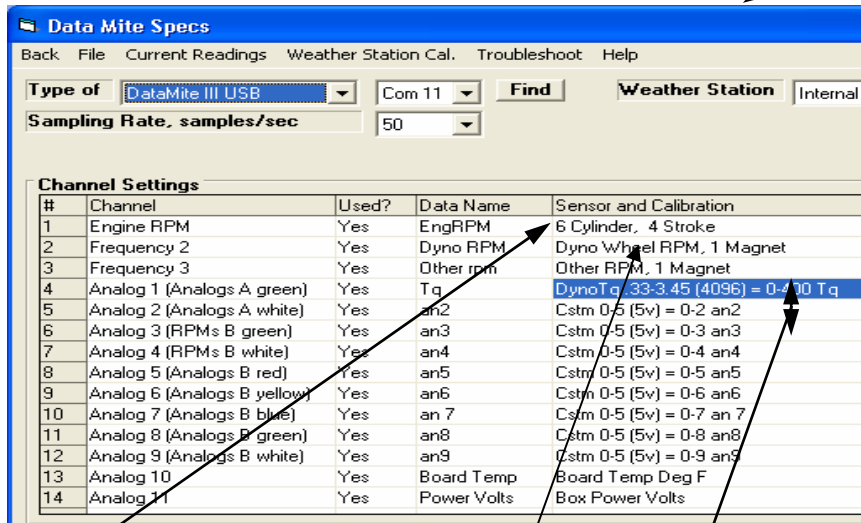 Data Mite Specs
Back File Current Readings Weather Station Cal. Troubleshoot Help
Type of DataMite III USB Com 11 Find Weather Station Internal
Sampling Rate, samples/sec 50
Channel Settings
# Channel Used? Data Name Sensor and Calibration
1 Engine RPM Yes EngRPM 6 Cylinder, 4 Stroke
2 Frequency 2 Yes Dyno RPM Dyno Wheel RPM, 1 Magnet
3 Frequency 3 Yes Other rpm Other RPM, 1 Magnet
4 Analog 1 (Analogs A green) Yes Tq DynoTq .33-3.45 (4096) = 0-400 Tq
5 Analog 2 (Analogs A white) Yes an2 Cstm 0-5 (5v) = 0-2 an2
6 Analog 3 (RPMs B green) Yes an3 Cstm 0-5 (5v) = 0-3 an3
7 Analog 4 (RPMs B white) Yes an4 Cstm 0-5 (5v) = 0-4 an4
8 Analog 5 (Analogs B red) Yes an5 Cstm 0-5 (5v) = 0-5 an5
9 Analog 6 (Analogs B yellow) Yes an6 Cstm 0-5 (5v) = 0-6 an6
10 Analog 7 (Analogs B blue) Yes an 7 Cstm 0-5 (5v) = 0-7 an 7
11 Analog 8 (Analogs B green) Yes an8 Cstm 0-5 (5v) = 0-8 an8
12 Analog 9 (Analogs B white) Yes an9 Cstm 0-5 (5v) = 0-9 an9
13 Analog 10 Yes Board Temp Board Temp Deg F
14 Analog 11 Yes Power Volts Box Power Volts